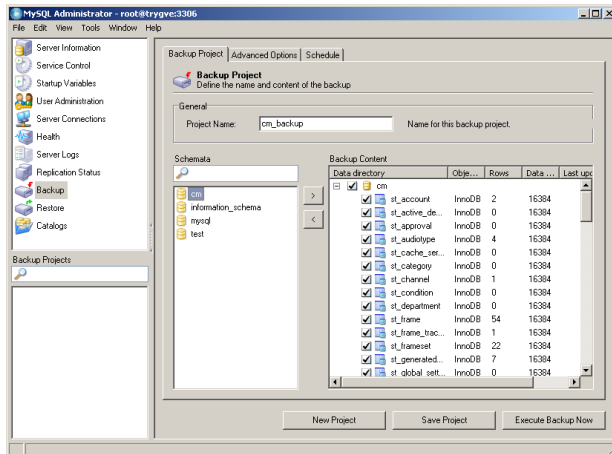 MySQL Administrator - root@trygve:3306
File Edit View Tools Window Help
Server Information
Service Control
Startup Variables
User Administration
Server Connections
Health
Server Logs
Replication Status
Backup
Restore
Catalogs
Backup Projects
Backup Project Advanced Options Schedule
Backup Project
Define the name and content of the backup
General
Project Name: cm_backup Name for this backup project.
Schemata
cm
information_schema
mysql
test
>
<
Backup Content
Data directory Obje... Rows Data ... Last upd
cm
st_account InnoDB 2 16384
st_active_de... InnoDB 0 16384
st_approval InnoDB 0 16384
st_audiotype InnoDB 4 16384
st_cache_ser... InnoDB 0 16384
st_category InnoDB 0 16384
st_channel InnoDB 1 16384
st_condition InnoDB 0 16384
st_department InnoDB 0 16384
st_frame InnoDB 54 16384
st_frame_trac... InnoDB 1 16384
st_frameset InnoDB 22 16384
st_generated... InnoDB 7 16384
st_global_sett... InnoDB 0 16384
New Project Save Project Execute Backup Now